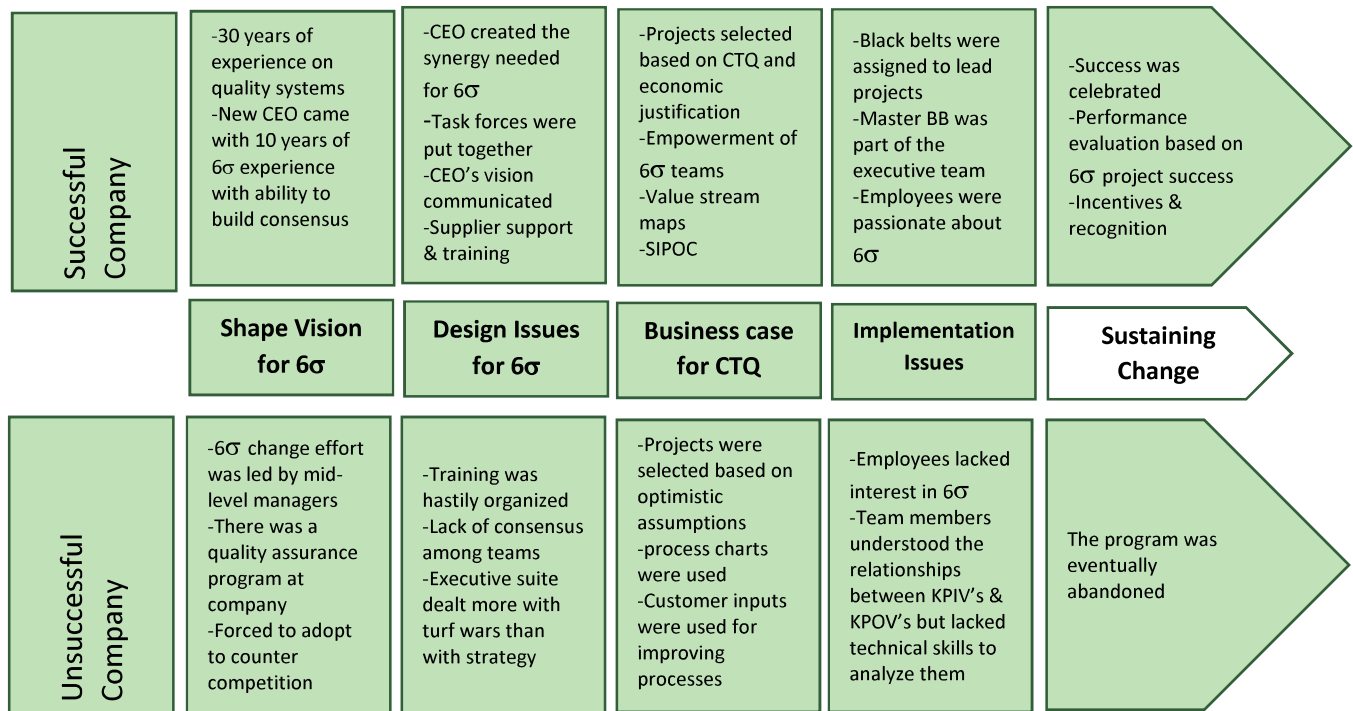 Successful
Company
-30 years of
experience on
quality systems
-New CEO came
with 10 years of
6σ experience
with ability to
build consensus
-CEO created the
synergy needed
for 6σ
-Task forces were
put together
-CEO’s vision
communicated
-Supplier support
& training
-Projects selected
based on CTQ and
economic
justification
-Empowerment of
6σ teams
-Value stream
maps
-SIPOC
-Black belts were
assigned to lead
projects
-Master BB was
part of the
executive team
-Employees were
passionate about
6σ
-Success was
celebrated
-Performance
evaluation based on
6σ project success
-Incentives &
recognition
Shape Vision
for 6σ
Design Issues
for 6σ
Business case
for CTQ
Implementation
Issues
Sustaining
Change
Unsuccessful
Company
-6σ change effort
was led by mid-
level managers
-There was a
quality assurance
program at
company
-Forced to adopt
to counter
competition
-Training was
hastily organized
-Lack of consensus
among teams
-Executive suite
dealt more with
turf wars than
with strategy
-Projects were
selected based on
optimistic
assumptions
-process charts
were used
-Customer inputs
were used for
improving
processes
-Employees lacked
interest in 6σ
-Team members
understood the
relationships
between KPIV’s &
KPOV’s but lacked
technical skills to
analyze them
The program was
eventually
abandoned